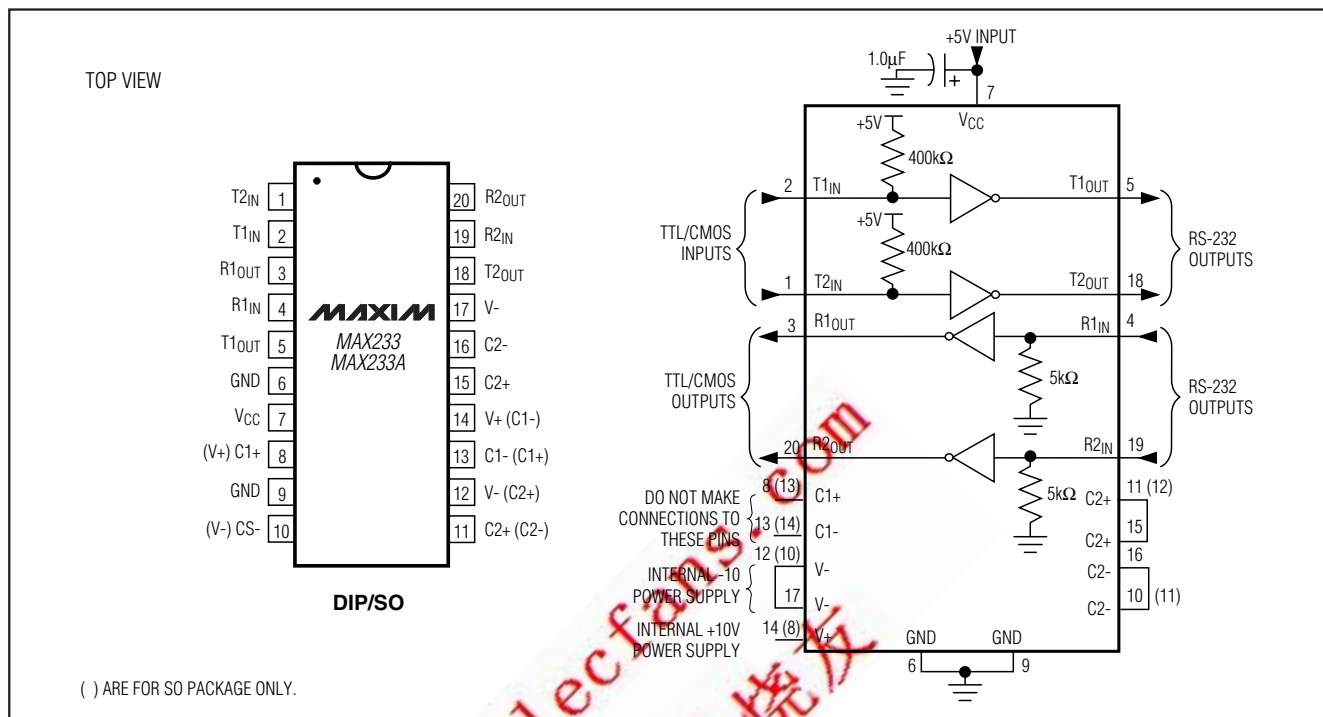 TOP VIEW
T2IN 1
T1IN 2
R1OUT 3
R1IN 4
T1OUT 5
GND 6
VCC 7
(V+) C1+ 8
GND 9
(V-) CS- 10
20 R2OUT
19 R2IN
18 T2OUT
17 V-
16 C2-
15 C2+
14 V+ (C1-)
13 C1- (C1+)
12 V- (C2+)
11 C2+ (C2-)
MAXIM
MAX233
MAX233A
DIP/SO
( ) ARE FOR SO PACKAGE ONLY.
+5V INPUT
1.0µF
+
7
VCC
+5V
400kΩ
2 T1IN
T1OUT 5
+5V
400kΩ
TTL/CMOS
INPUTS
RS-232
OUTPUTS
1 T2IN
T2OUT 18
3 R1OUT
R1IN 4
5kΩ
TTL/CMOS
OUTPUTS
RS-232
OUTPUTS
20 R2OUT
R2IN 19
5kΩ
8 (13) C1+
DO NOT MAKE
CONNECTIONS TO
THESE PINS
13 (14) C1-
12 (10) V-
INTERNAL -10
POWER SUPPLY
17 V-
INTERNAL +10V
POWER SUPPLY
14 (8) V+
C2+ 11 (12)
C2+ 15
C2- 16
C2- 10 (11)
GND GND
6 9
elecfans.com
烧友